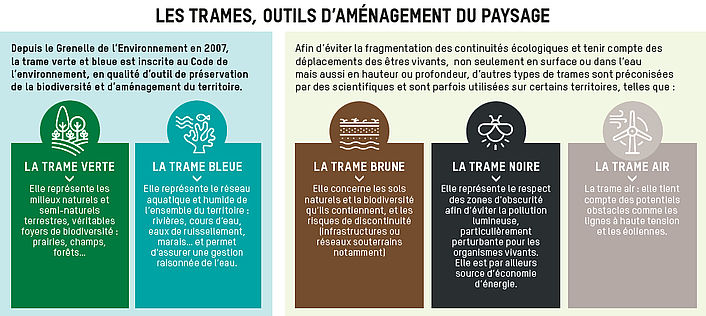 LES TRAMES, OUTILS D'AMÉNAGEMENT DU PAYSAGE
Depuis le Grenelle de l'Environnement en 2007,
la trame verte et bleue est inscrite au Code de
l'environnement, en qualité d'outil de préservation
de la biodiversité et d'aménagement du territoire.
Afin d'éviter la fragmentation des continuités écologiques et tenir compte des
déplacements des êtres vivants, non seulement en surface ou dans l'eau
mais aussi en hauteur ou profondeur, d'autres types de trames sont préconisées
par des scientifiques et sont parfois utilisées sur certains territoires, telles que :
LA TRAME VERTE
Elle représente les
milieux naturels et
semi-naturels
terrestres, véritables
foyers de biodiversité :
prairies, champs,
forêts...
LA TRAME BLEUE
Elle représente le réseau
aquatique et humide de
l'ensemble du territoire :
rivières, cours d'eau,
eaux de ruissellement,
marais... et permet
d'assurer une gestion
raisonnée de l'eau.
LA TRAME BRUNE
Elle concerne les sols
naturels et la biodiversité
qu'ils contiennent, et les
risques de discontinuité
(infrastructures ou
réseaux souterrains
notamment)
LA TRAME NOIRE
Elle représente le respect
des zones d'obscurité
afin d'éviter la pollution
lumineuse,
particulièrement
perturbante pour les
organismes vivants.
Elle est par ailleurs
source d'économie
d'énergie.
LA TRAME AIR
La trame air : elle tient
compte des potentiels
obstacles comme les
lignes à haute tension
et les éoliennes.